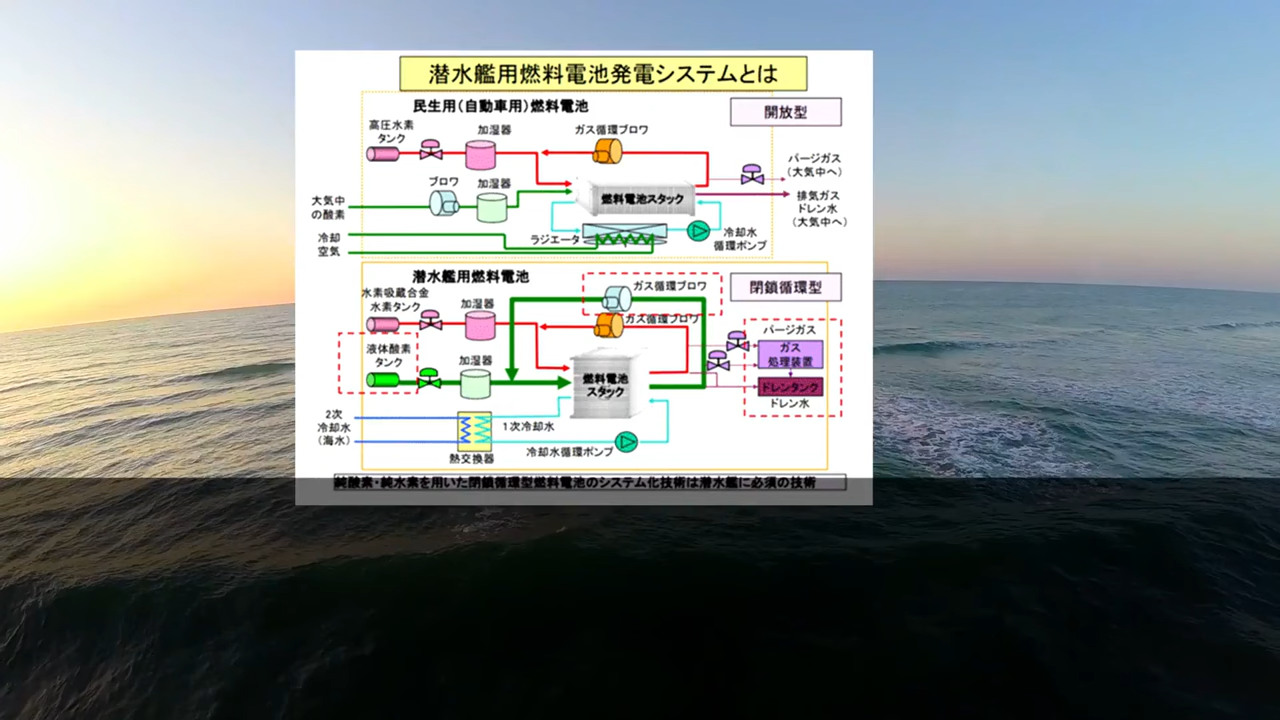 潜水艦用燃料電池発電システムとは
民生用(自動車用)燃料電池
開放型
高圧水素
タンク
加湿器
ガス循環ブロワ
パージガス
(大気中へ)
ブロワ
加湿器
大気中
の酸素
燃料電池スタック
排気ガス
ドレン水
(大気中へ)
冷却
空気
ラジエータ
冷却水
循環ポンプ
潜水艦用燃料電池
閉鎖循環型
水素吸蔵合金
水素タンク
加湿器
ガス循環ブロワ
ガス循環ブロワ
パージガス
ガス
処理装置
液体酸素
タンク
加湿器
燃料電池
スタック
ドレンタンク
ドレン水
2次
冷却水
(海水)
1次冷却水
熱交換器
冷却水循環ポンプ
純酸素・純水素を用いた閉鎖循環型燃料電池のシステム化技術は潜水艦に必須の技術